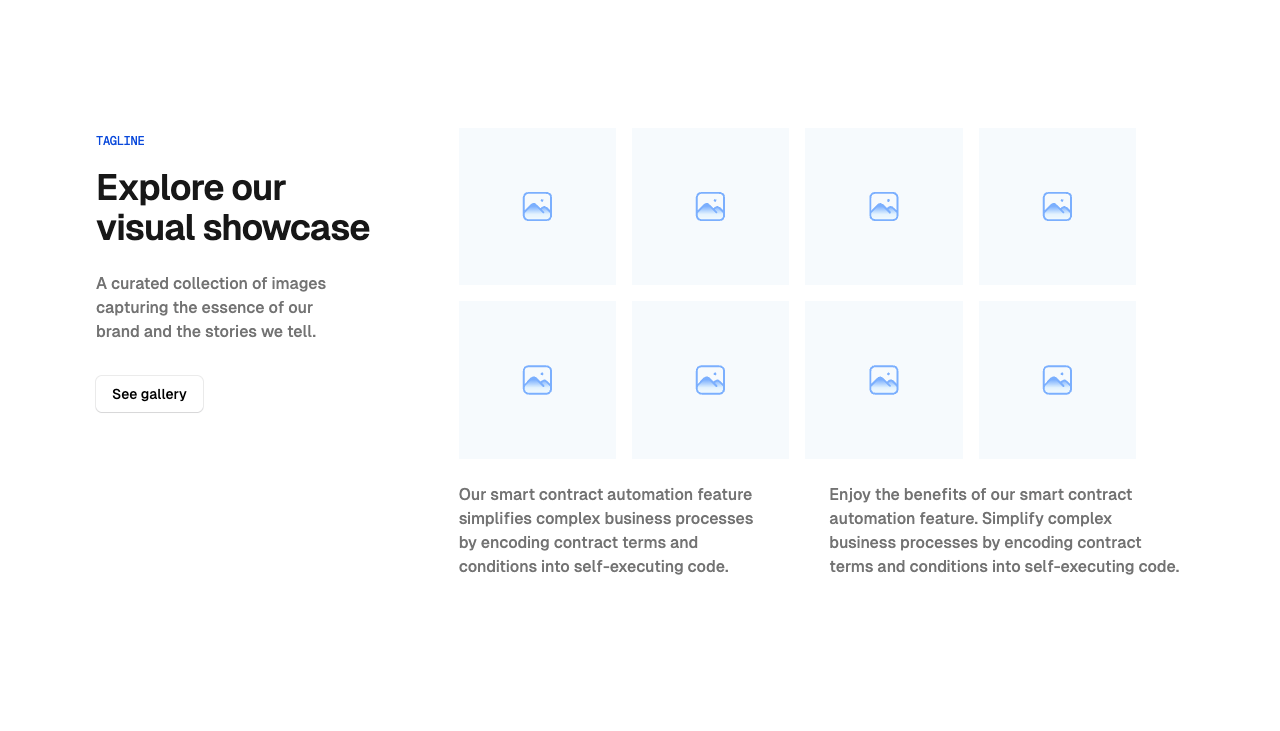 TAGLINE
Explore our
visual showcase
A curated collection of images
capturing the essence of our
brand and the stories we tell.
See gallery
Our smart contract automation feature
simplifies complex business processes
by encoding contract terms and
conditions into self-executing code.
Enjoy the benefits of our smart contract
automation feature. Simplify complex
business processes by encoding contract
terms and conditions into self-executing code.